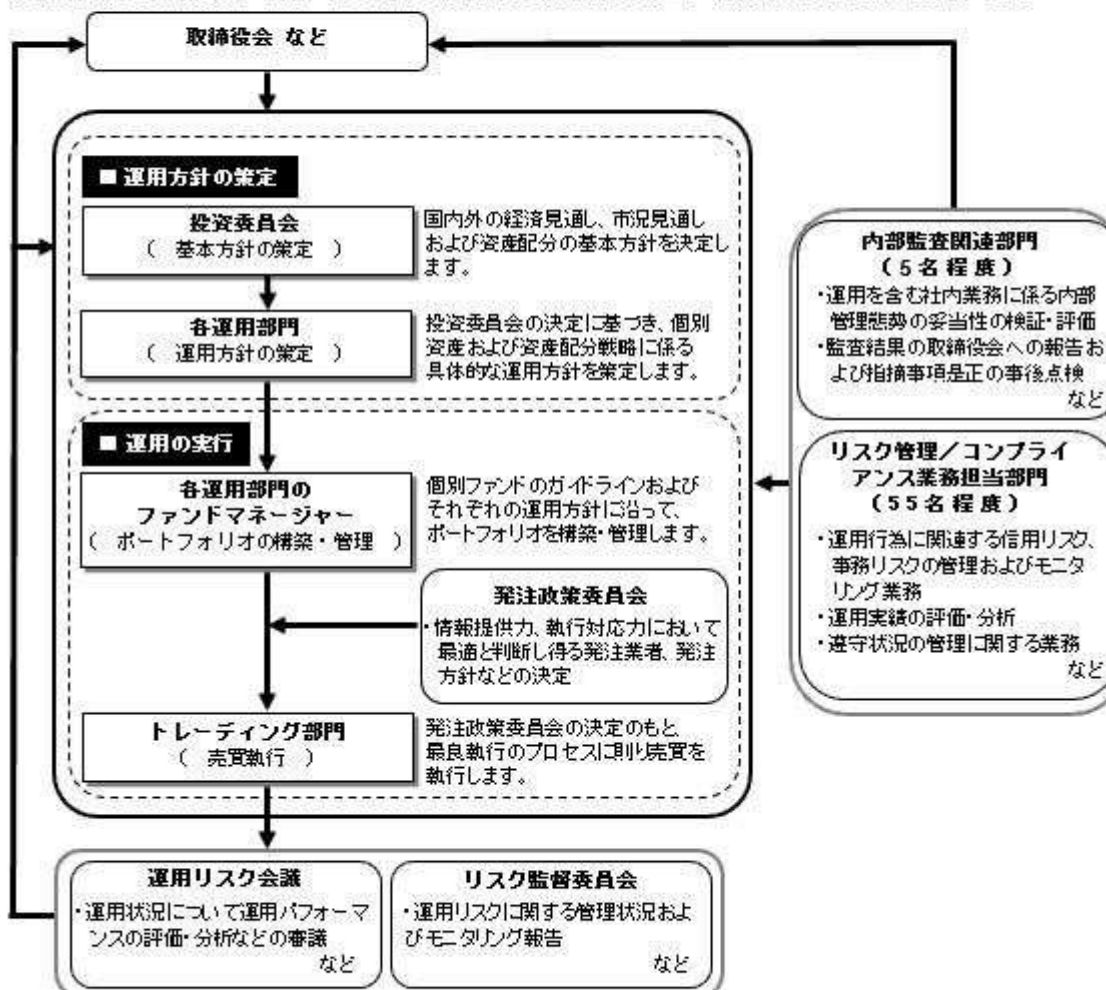 取締役会 など
■ 運用方針の策定
投資委員会
( 基本方針の策定 )
国内外の経済見通し、市況見通し
および資産配分の基本方針を決定し
ます。
各運用部門
( 運用方針の策定 )
投資委員会の決定に基づき、個別
資産および資産配分戦略に係る
具体的な運用方針を策定します。
■ 運用の実行
各運用部門の
ファンドマネージャー
( ポートフォリオの構築・管理 )
個別ファンドのガイドラインおよび
それぞれの運用方針に沿って、
ポートフォリオを構築・管理します。
発注政策委員会
・情報提供力、執行対応力において
最適と判断し得る発注業者、発注
方針などの決定
トレーディング部門
( 売買執行 )
発注政策委員会の決定のもと
最良執行のプロセスに則り売買を
執行します。
内部監査関連部門
(5名程度)
・運用を含む社内業務に係る内部
管理態勢の妥当性の検証・評価
・監査結果の取締役会への報告お
よび指摘事項是正の事後点検
など
リスク管理/コンプライ
アンス業務担当部門
(55名程度)
・運用行為に関連する信用リスク、
事務リスクの管理およびモニタ
リング業務
・運用実績の評価・分析
・遵守状況の管理に関する業務
など
運用リスク会議
・運用状況について運用パフォーマ
ンスの評価・分析などの審議
など
リスク監督委員会
・運用リスクに関する管理状況およ
びモニタリング報告
など